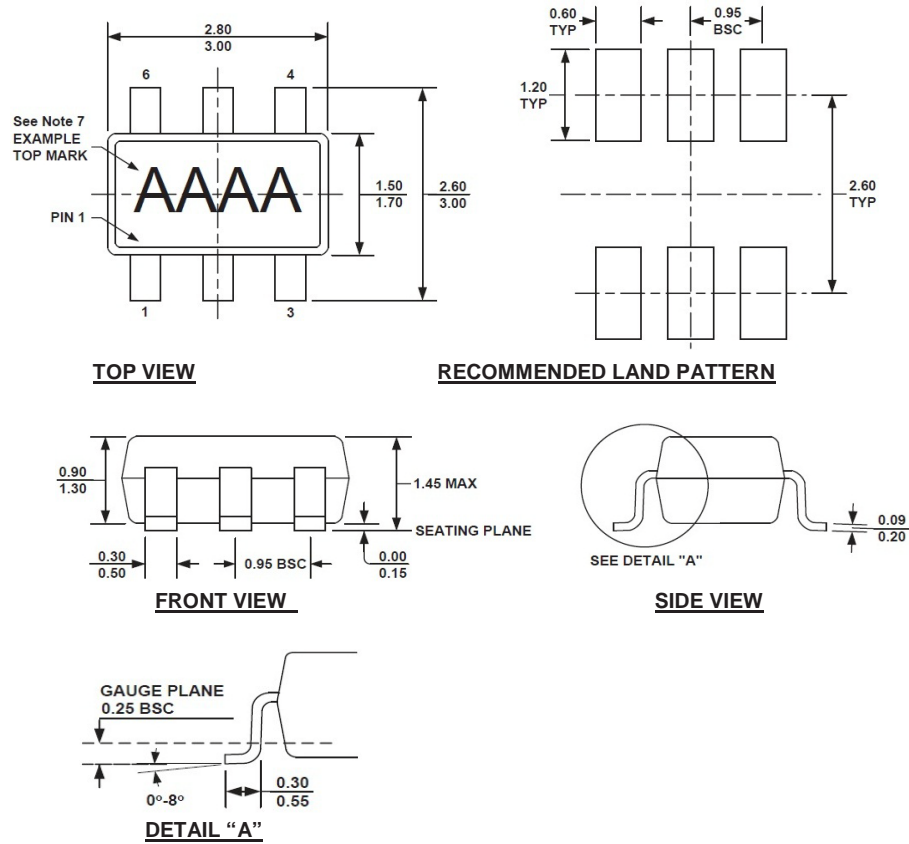 2.80
3.00
6
4
See Note 7
EXAMPLE
TOP MARK
AAAA
PIN 1
1.50
1.70
2.60
3.00
1
3
TOP VIEW
0.60
TYP
0.95
BSC
1.20
TYP
2.60
TYP
RECOMMENDED LAND PATTERN
0.90
1.30
1.45 MAX
SEATING PLANE
0.30
0.50
0.95 BSC
0.00
0.15
FRONT VIEW
SEE DETAIL "A"
0.09
0.20
SIDE VIEW
GAUGE PLANE
0.25 BSC
0°-8°
0.30
0.55
DETAIL “A”